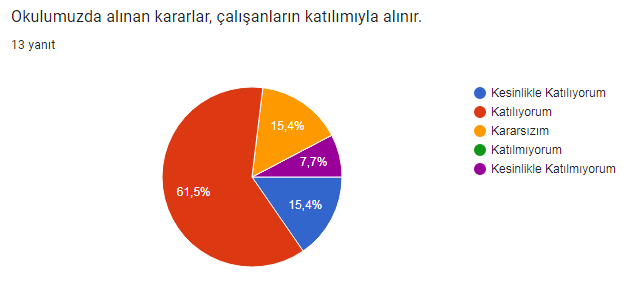 Okulumuzda alınan kararlar, çalışanların katılımıyla alınır.
13 yanıt
Kesinlikle Katılıyorum
Katılıyorum
Kararsızım
Katılmıyorum
Kesinlikle Katılmıyorum
15,4%
7,7%
61,5%
15,4%